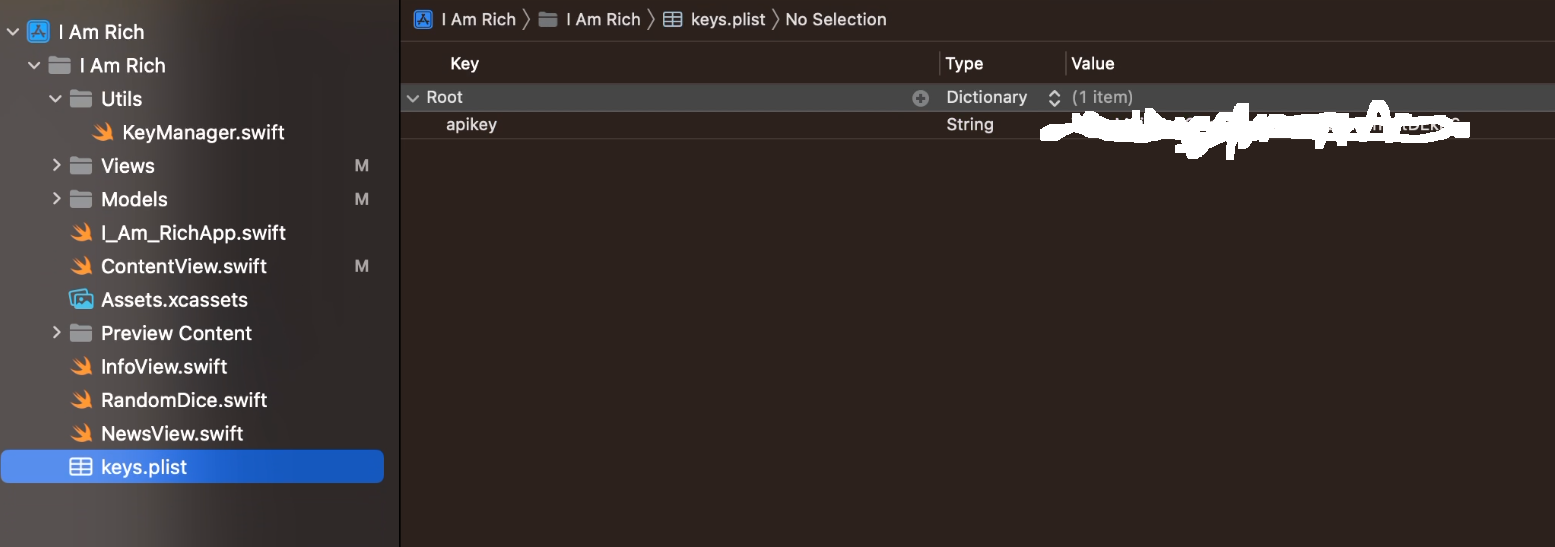 I Am Rich
I Am Rich
Utils
KeyManager.swift
Views M
Models M
I_Am_RichApp.swift
ContentView.swift M
Assets.xcassets
Preview Content
InfoView.swift
RandomDice.swift
NewsView.swift
keys.plist
I Am Rich 〉 I Am Rich 〉 keys.plist 〉 No Selection
Key Type Value
Root Dictionary (1 item)
apikey String